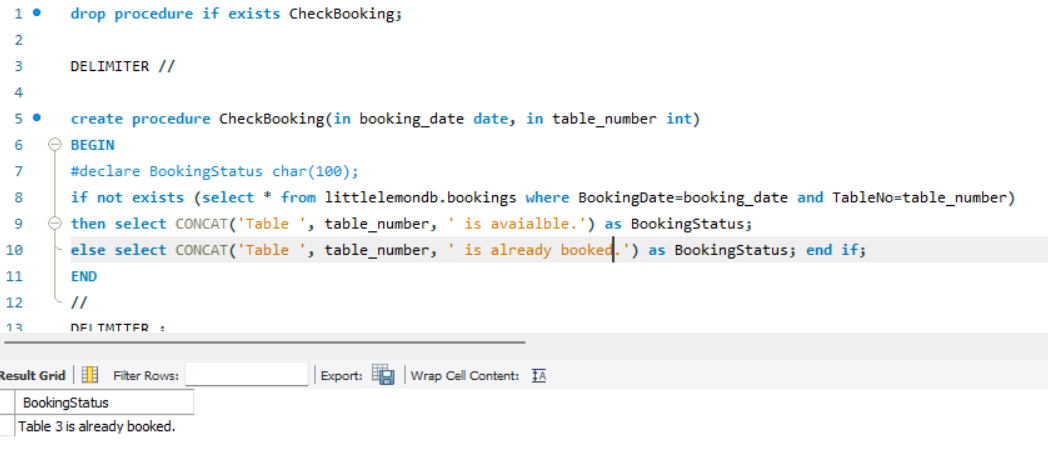 1 drop procedure if exists CheckBooking;
2
3 DELIMITER //
4
5 create procedure CheckBooking(in booking_date date, in table_number int)
6 BEGIN
7 #declare BookingStatus char(100);
8 if not exists (select * from littlelemondb.bookings where BookingDate=booking_date and TableNo=table_number)
9 then select CONCAT('Table ', table_number, ' is avaialble.') as BookingStatus;
10 else select CONCAT('Table ', table_number, ' is already booked.') as BookingStatus; end if;
11 END
12 //
13 DELIMITER ;
Result Grid Filter Rows: Export: Wrap Cell Content: IA
BookingStatus
Table 3 is already booked.